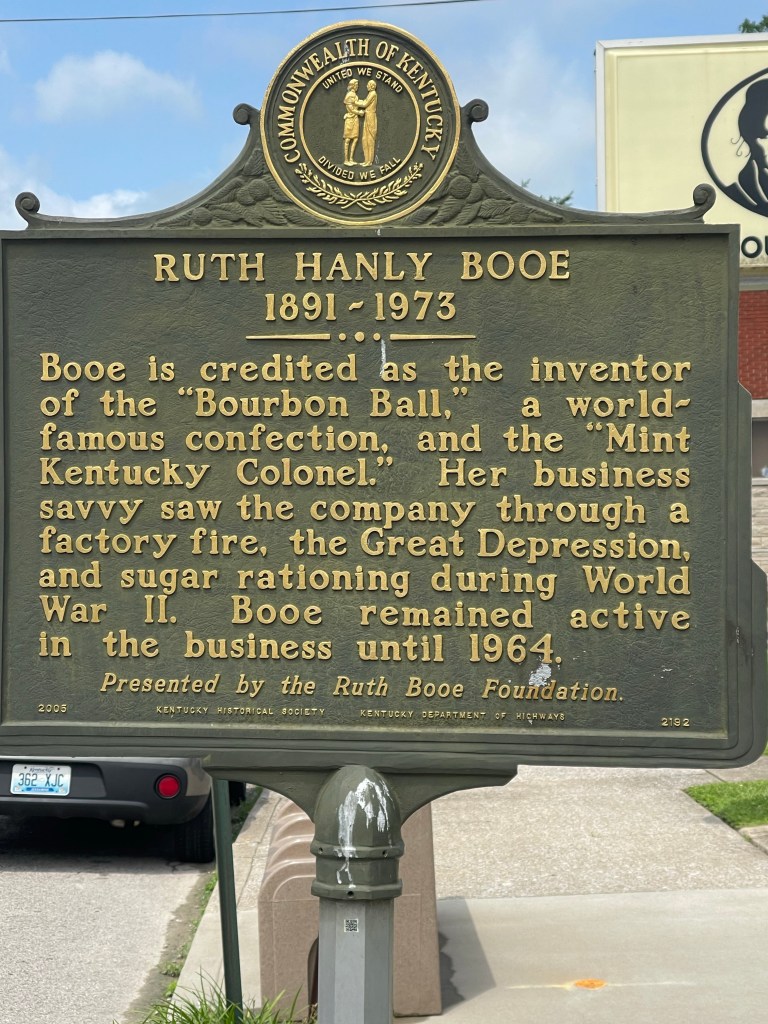 COMMONWEALTH OF KENTUCKY
UNITED WE STAND
DIVIDED WE FALL
RUTH HANLY BOOE
1891 ~ 1973
Booe is credited as the inventor
of the “Bourbon Ball,” a world-
famous confection, and the “Mint
Kentucky Colonel.” Her business
savvy saw the company through a
factory fire, the Great Depression,
and sugar rationing during World
War II. Booe remained active
in the business until 1964.
Presented by the Ruth Booe Foundation.
2005 KENTUCKY HISTORICAL SOCIETY KENTUCKY DEPARTMENT OF HIGHWAYS 2192
362 XJC